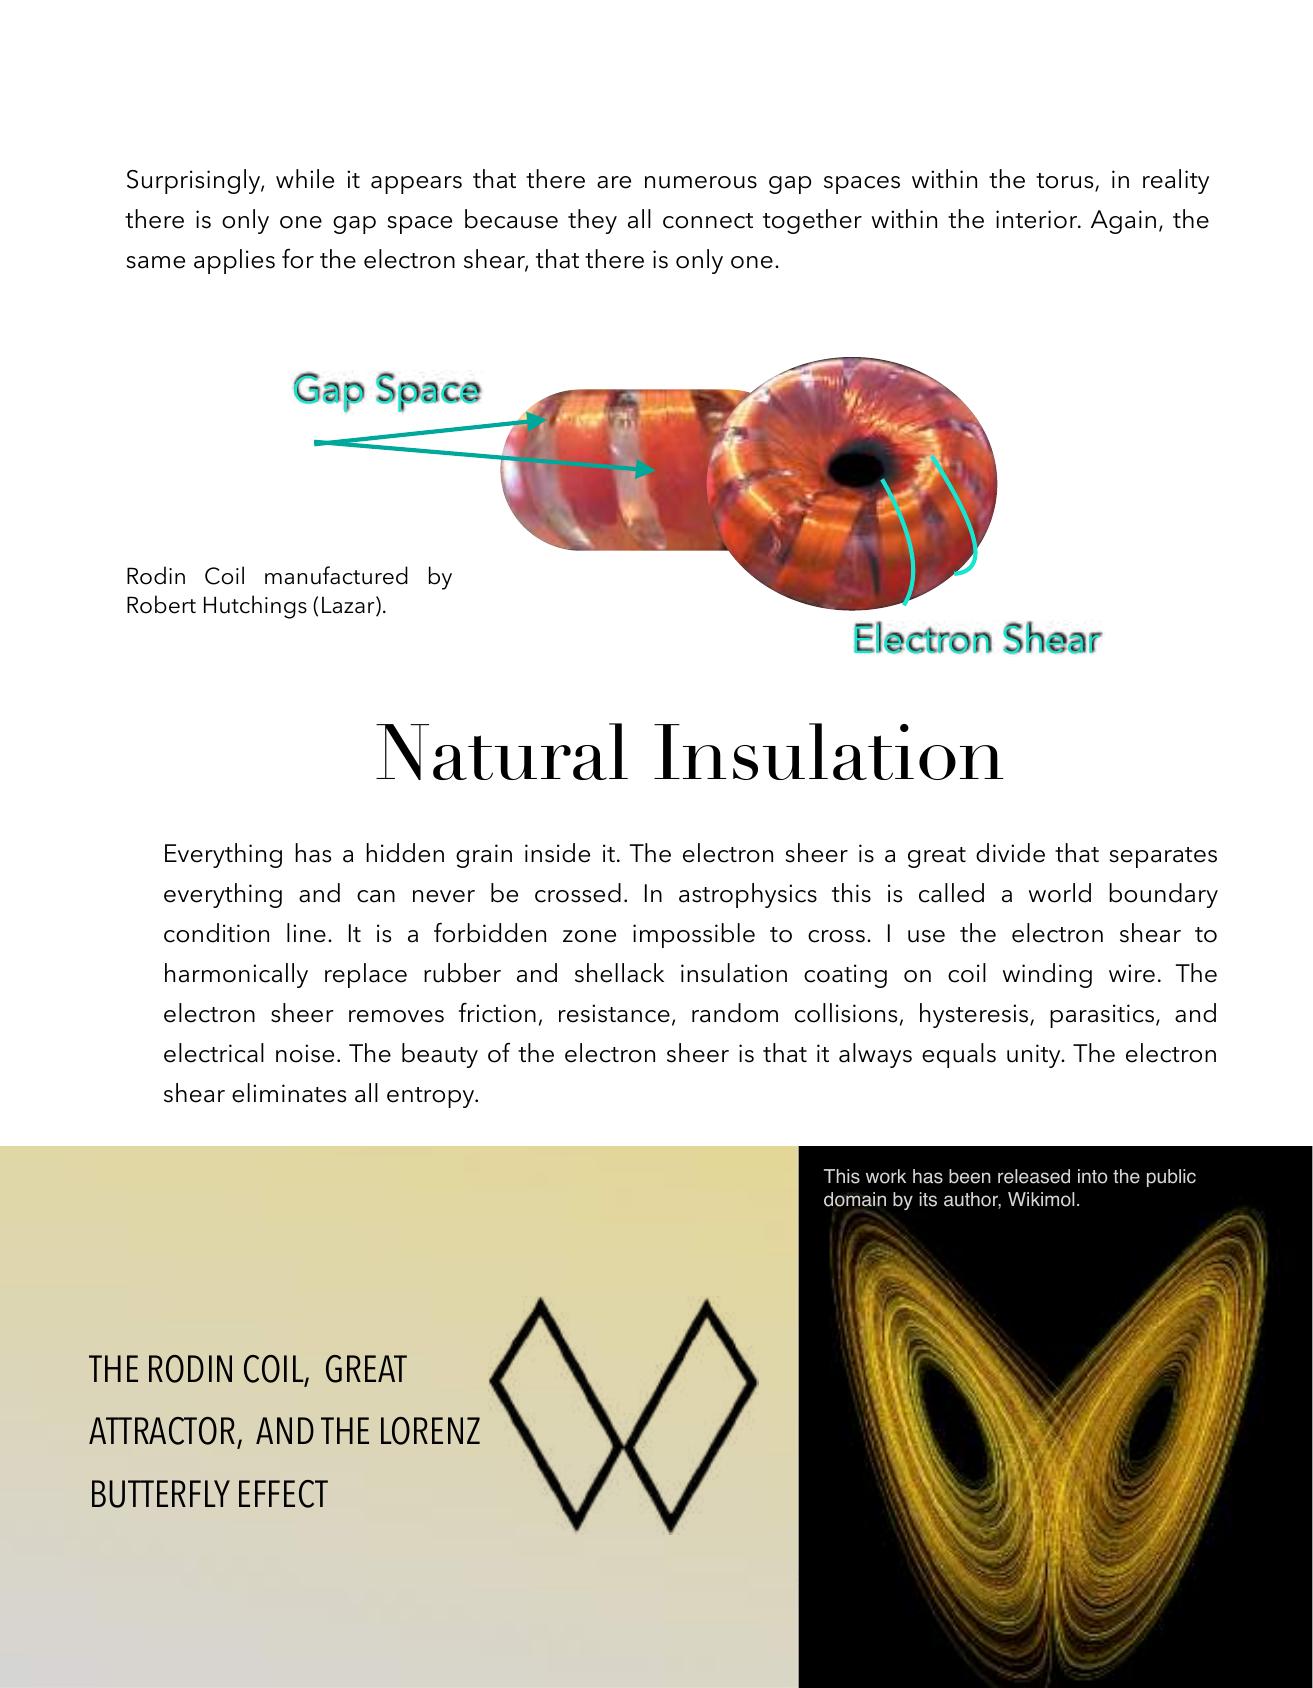 Surprisingly, while it appears that there are numerous gap spaces within the torus, in reality
there is only one gap space because they all connect together within the interior. Again, the
same applies for the electron shear, that there is only one.
Gap Space
Rodin Coil manufactured by
Robert Hutchings (Lazar).
Electron Shear
Natural Insulation
Everything has a hidden grain inside it. The electron sheer is a great divide that separates
everything and can never be crossed. In astrophysics this is called a world boundary
condition line. It is a forbidden zone impossible to cross. I use the electron shear to
harmonically replace rubber and shellack insulation coating on coil winding wire. The
electron sheer removes friction, resistance, random collisions, hysteresis, parasitics, and
electrical noise. The beauty of the electron sheer is that it always equals unity. The electron
shear eliminates all entropy.
This work has been released into the public
domain by its author, Wikimol.
THE RODIN COIL, GREAT
ATTRACTOR, AND THE LORENZ
BUTTERFLY EFFECT